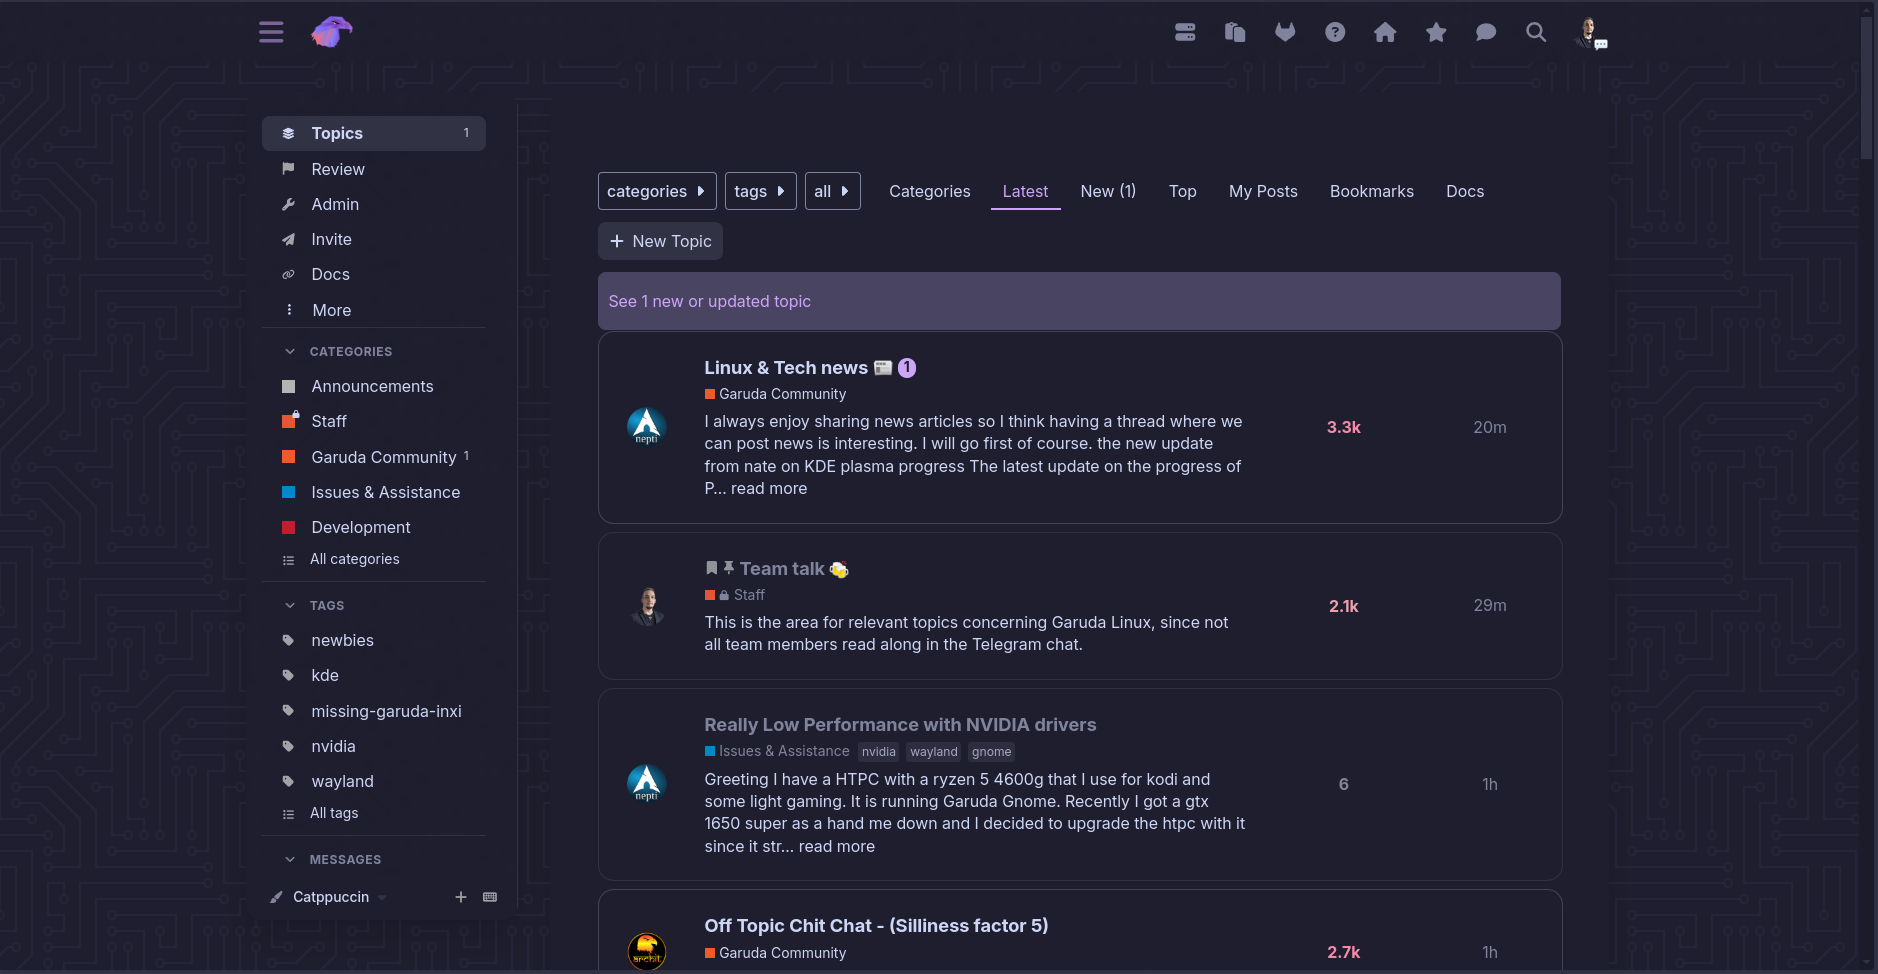 Topics 1
Review
Admin
Invite
Docs
More
CATEGORIES
Announcements
Staff
Garuda Community 1
Issues & Assistance
Development
All categories
TAGS
newbies
kde
missing-garuda-inxi
nvidia
wayland
All tags
MESSAGES
Catppuccin
categories tags all Categories Latest New (1) Top My Posts Bookmarks Docs
+ New Topic
See 1 new or updated topic
Linux & Tech news 1
Garuda Community
I always enjoy sharing news articles so I think having a thread where we
can post news is interesting. I will go first of course. the new update
from nate on KDE plasma progress The latest update on the progress of
P... read more
nepti
3.3k 20m
Team talk
Staff
This is the area for relevant topics concerning Garuda Linux, since not
all team members read along in the Telegram chat.
2.1k 29m
Really Low Performance with NVIDIA drivers
Issues & Assistance nvidia wayland gnome
Greeting I have a HTPC with a ryzen 5 4600g that I use for kodi and
some light gaming. It is running Garuda Gnome. Recently I got a gtx
1650 super as a hand me down and I decided to upgrade the htpc with it
since it str... read more
nepti
6 1h
Off Topic Chit Chat - (Silliness factor 5)
Garuda Community
archit
2.7k 1h